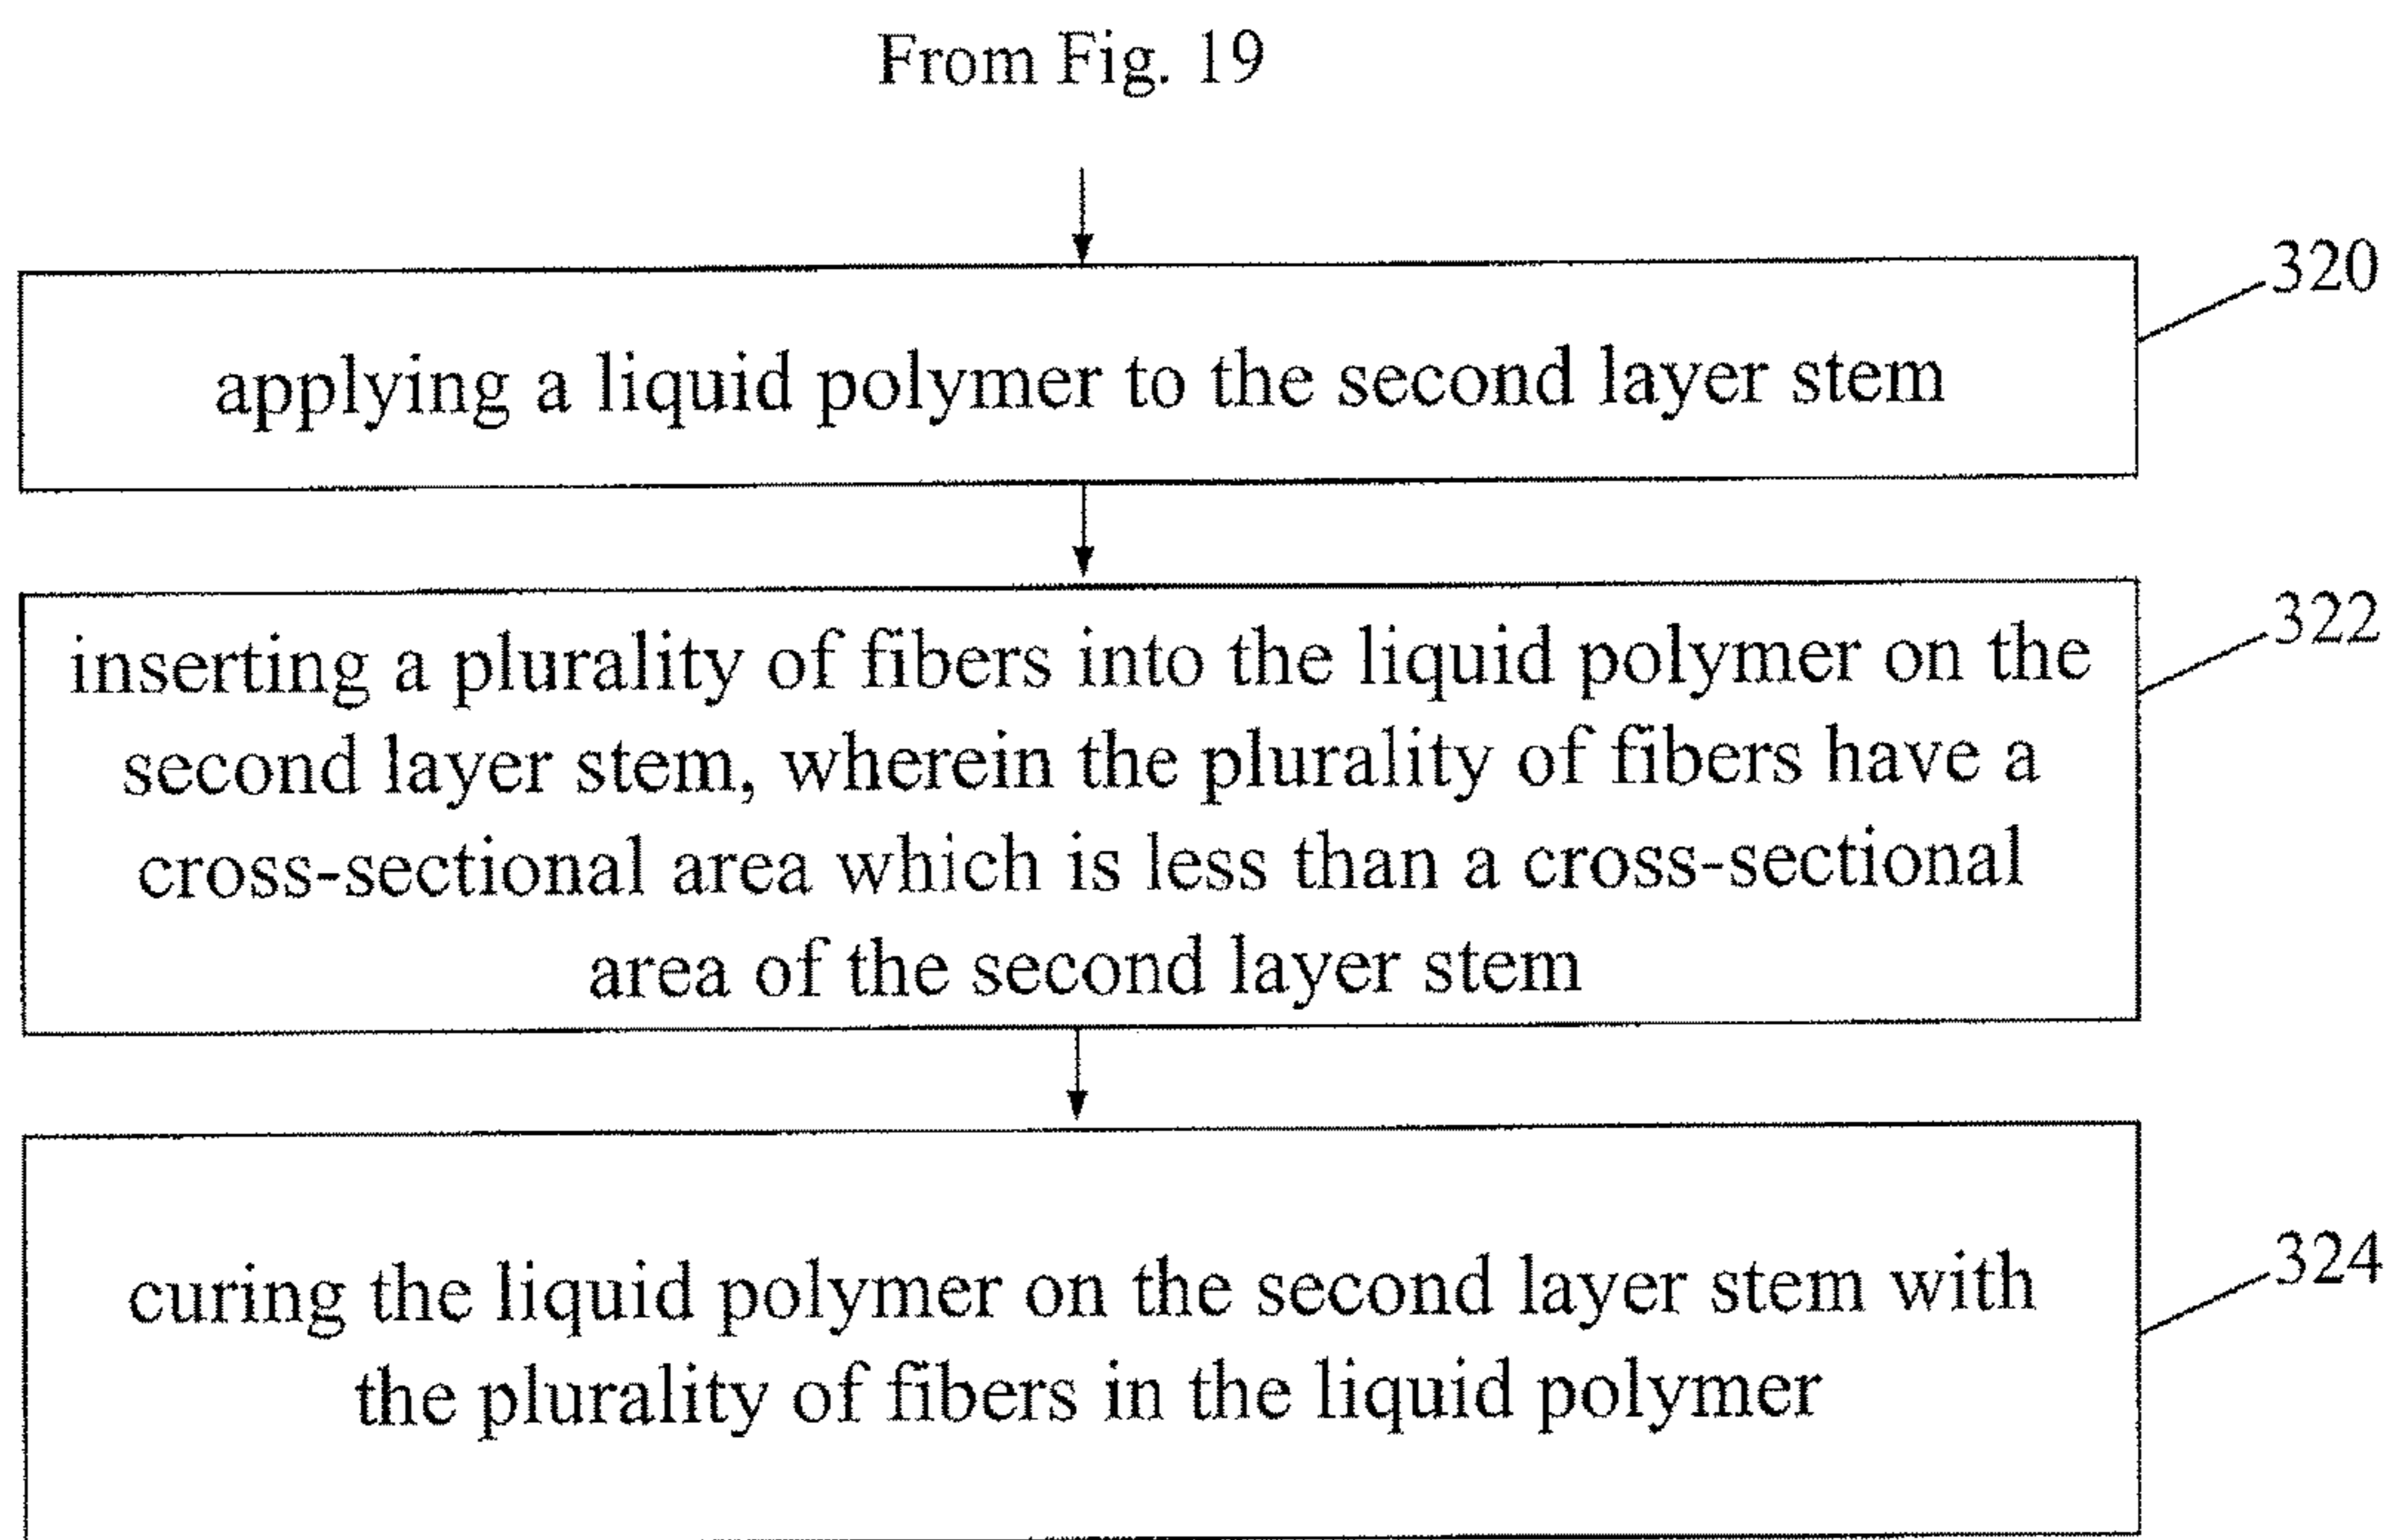 From Fig. 19
320
applying a liquid polymer to the second layer stem
322
inserting a plurality of fibers into the liquid polymer on the
second layer stem, wherein the plurality of fibers have a
cross-sectional area which is less than a cross-sectional
area of the second layer stem
324
curing the liquid polymer on the second layer stem with
the plurality of fibers in the liquid polymer